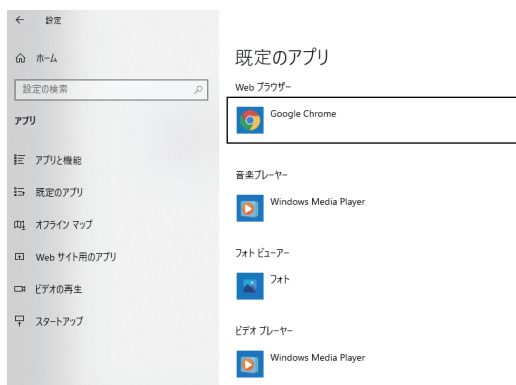 設定
ホーム
設定の検索
アプリ
アプリと機能
既定のアプリ
オフライン マップ
Web サイト用のアプリ
ビデオの再生
スタートアップ
既定のアプリ
Web ブラウザー
Google Chrome
音楽プレーヤー
Windows Media Player
フォト ビューアー
フォト
ビデオ プレーヤー
Windows Media Player